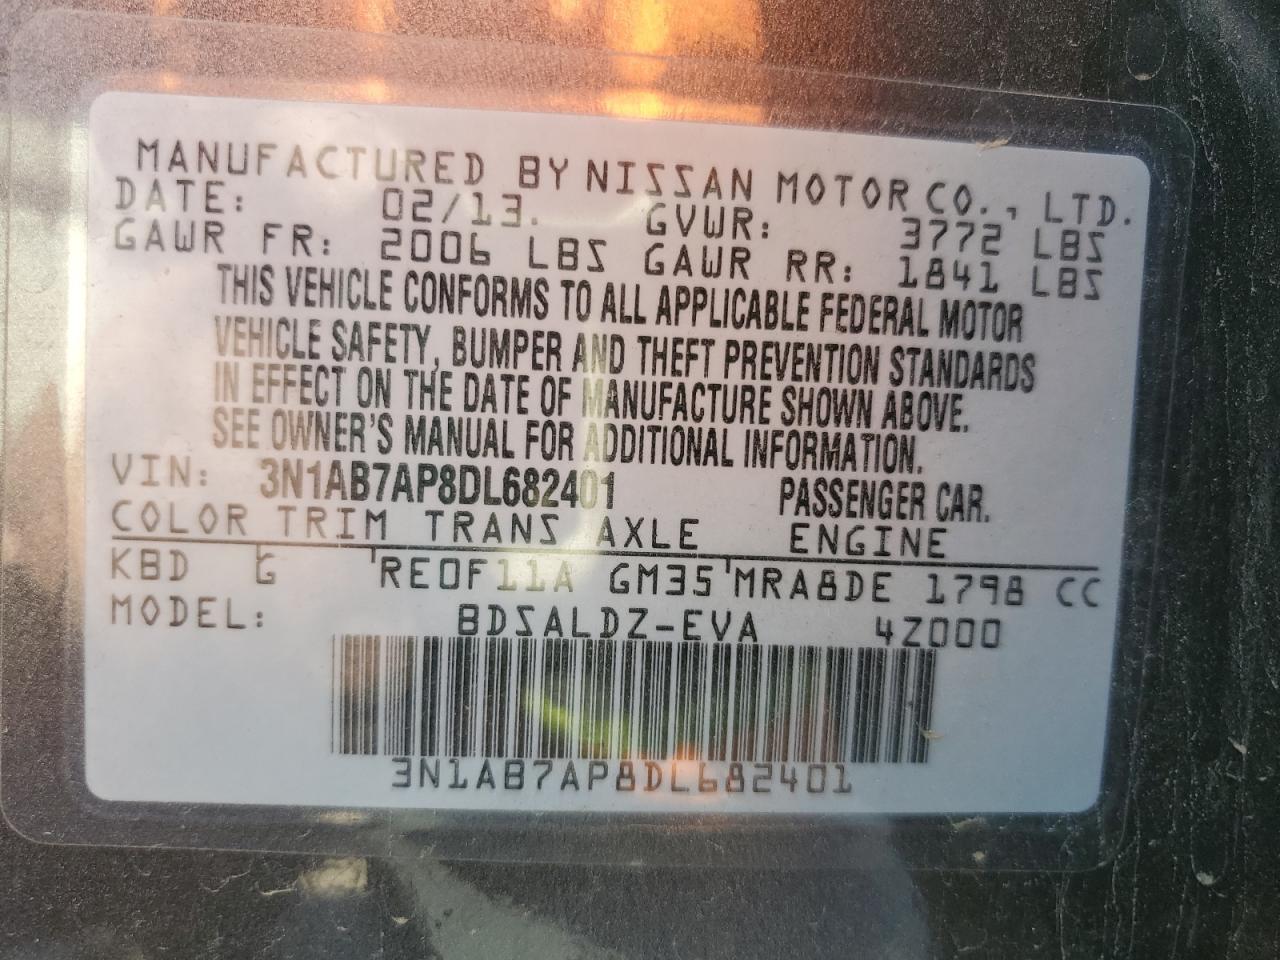 MANUFACTURED BY NISSAN MOTOR CO., LTD.
DATE: 02/13. GVWR: 3772 LBS
GAWR FR: 2006 LBS GAWR RR: 1841 LBS
THIS VEHICLE CONFORMS TO ALL APPLICABLE FEDERAL MOTOR
VEHICLE SAFETY, BUMPER AND THEFT PREVENTION STANDARDS
IN EFFECT ON THE DATE OF MANUFACTURE SHOWN ABOVE.
SEE OWNER'S MANUAL FOR ADDITIONAL INFORMATION.
VIN: 3N1AB7AP8DL682401 PASSENGER CAR.
COLOR TRIM TRANS AXLE ENGINE
KBD G RE0F11A GM35 MRA8DE 1798 CC
MODEL: BDSALDZ-EVA 4Z000
3N1AB7AP8DL682401